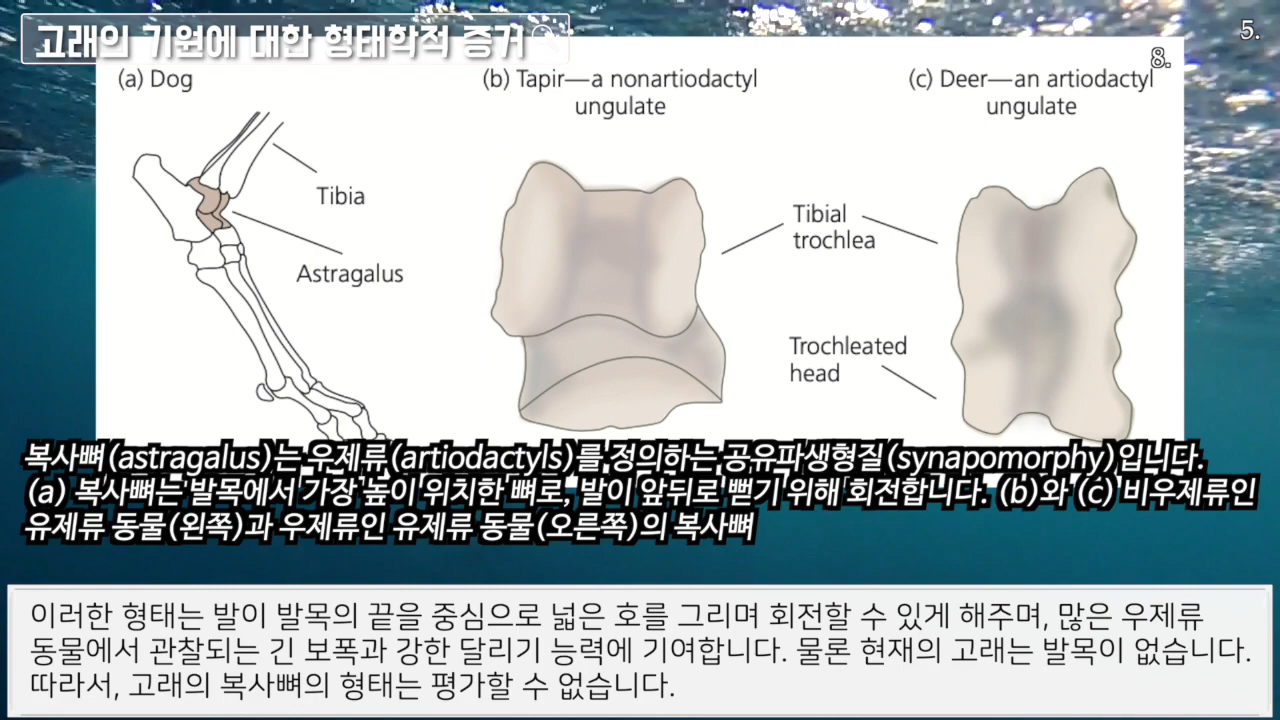 고래의 기원에 대한 형태학적 증거
5.
8.
(a) Dog
(b) Tapir—a nonartiodactyl
ungulate
(c) Deer—an artiodactyl
ungulate
Tibia
Astragalus
Tibial
trochlea
Trochleated
head
복사뼈(astragalus)는 우제류(artiodactyls)를 정의하는 공유파생형질(synapomorphy)입니다.
(a) 복사뼈는 발목에서 가장 높이 위치한 뼈로, 발이 앞뒤로 뻗기 위해 회전합니다. (b)와 (c) 비우제류인
유제류 동물(왼쪽)과 우제류인 유제류 동물(오른쪽)의 복사뼈
이러한 형태는 발이 발목의 끝을 중심으로 넓은 호를 그리며 회전할 수 있게 해주며, 많은 우제류
동물에서 관찰되는 긴 보폭과 강한 달리기 능력에 기여합니다. 물론 현재의 고래는 발목이 없습니다.
따라서, 고래의 복사뼈의 형태는 평가할 수 없습니다.